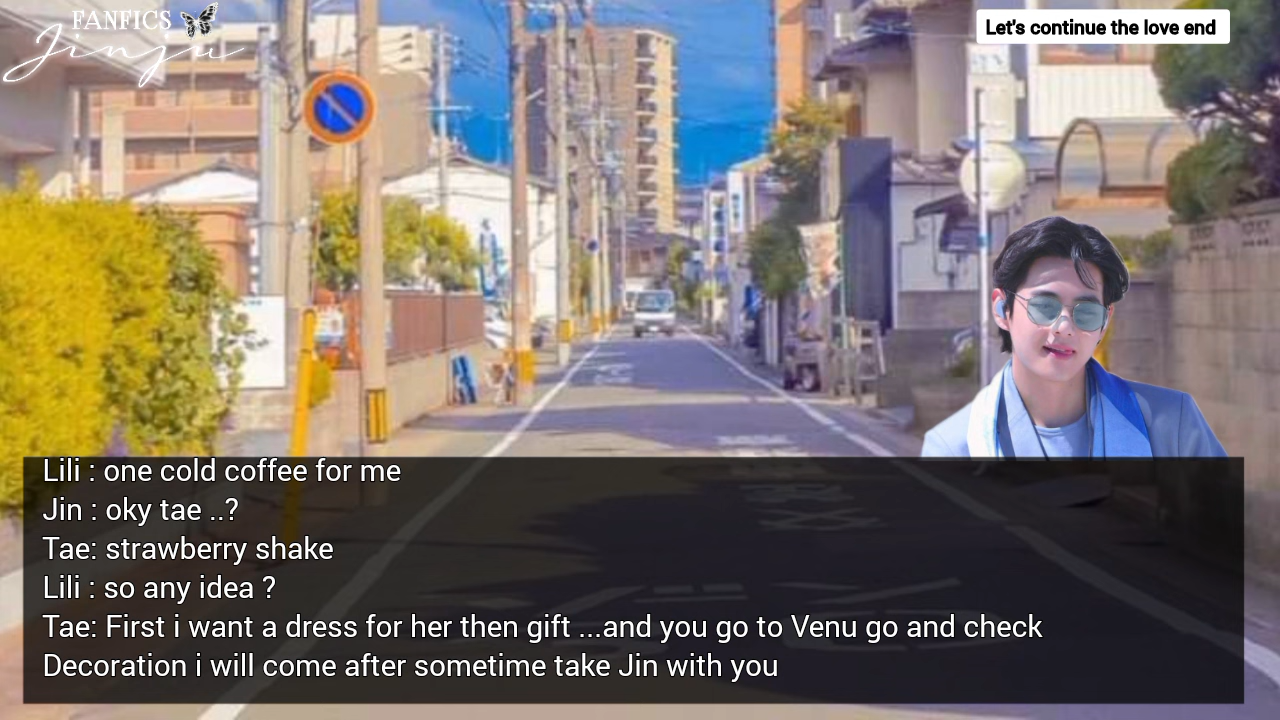 FANFICS
Jinju
Let's continue the love end
Lili : one cold coffee for me
Jin : oky tae ..?
Tae: strawberry shake
Lili : so any idea ?
Tae: First i want a dress for her then gift ...and you go to Venu go and check
Decoration i will come after sometime take Jin with you